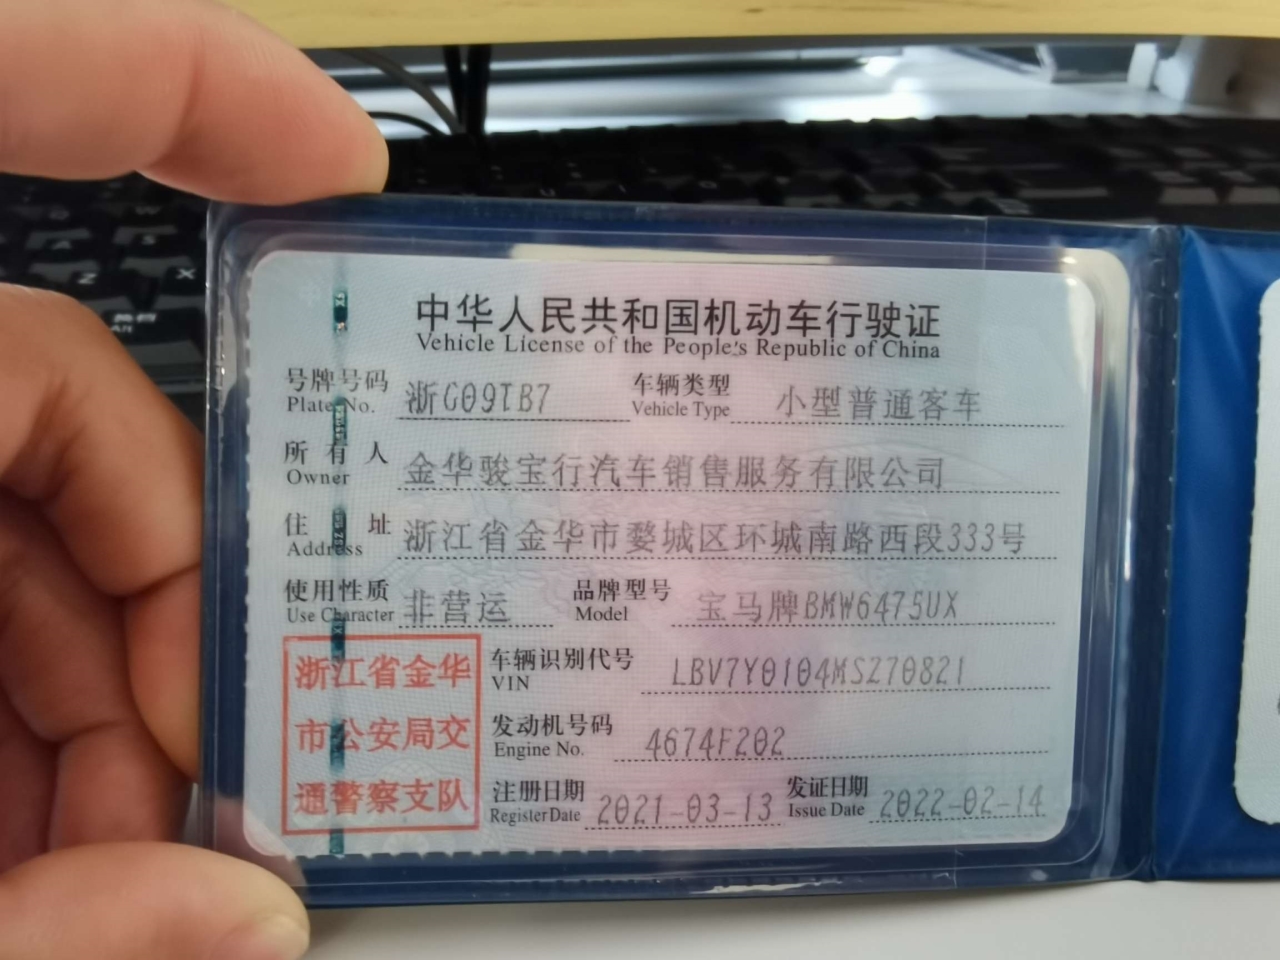 中华人民共和国机动车行驶证
Vehicle License of the People's Republic of China
号牌号码 浙G09TB7 车辆类型 小型普通客车
Plate No. Vehicle Type
所有人 金华骏宝行汽车销售服务有限公司
Owner
住址 浙江省金华市婺城区环城南路西段333号
Address
使用性质 非营运 品牌型号 宝马牌BMW6475UX
Use Character Model
浙江省金华
市公安局交
通警察支队
车辆识别代号 LBV7Y0104MSZ70821
VIN
发动机号码 4674F202
Engine No.
注册日期 2021-03-13 发证日期 2022-02-14
Register Date Issue Date